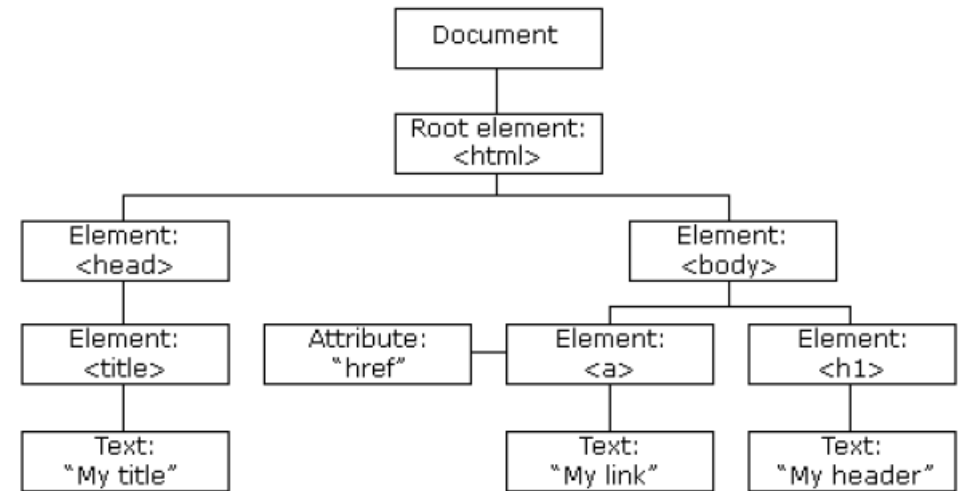 Document
Root element:
<html>
Element:
<head>
Element:
<body>
Element:
<title>
Attribute:
“href”
Element:
<a>
Element:
<h1>
Text:
“My title”
Text:
“My link”
Text:
“My header”